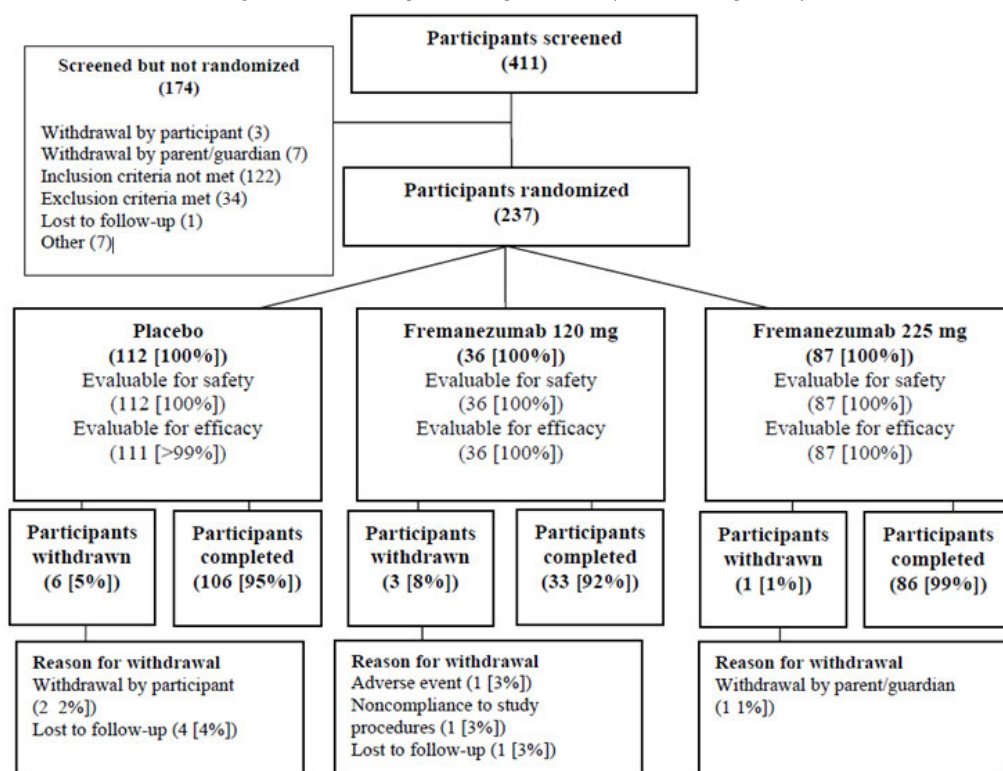 Participants screened
(411)
Screened but not randomized
(174)
Withdrawal by participant (3)
Withdrawal by parent/guardian (7)
Inclusion criteria not met (122)
Exclusion criteria met (34)
Lost to follow-up (1)
Other (7)
Participants randomized
(237)
Placebo
(112 [100%])
Evaluable for safety
(112 [100%])
Evaluable for efficacy
(111 [>99%])
Fremanezumab 120 mg
(36 [100%])
Evaluable for safety
(36 [100%])
Evaluable for efficacy
(36 [100%])
Fremanezumab 225 mg
(87 [100%])
Evaluable for safety
(87 [100%])
Evaluable for efficacy
(87 [100%])
Participants
withdrawn
(6 [5%])
Participants
completed
(106 [95%])
Participants
withdrawn
(3 [8%])
Participants
completed
(33 [92%])
Participants
withdrawn
(1 [1%])
Participants
completed
(86 [99%])
Reason for withdrawal
Withdrawal by participant
(2 2%])
Lost to follow-up (4 [4%])
Reason for withdrawal
Adverse event (1 [3%])
Noncompliance to study
procedures (1 [3%])
Lost to follow-up (1 [3%])
Reason for withdrawal
Withdrawal by parent/guardian
(1 1%])